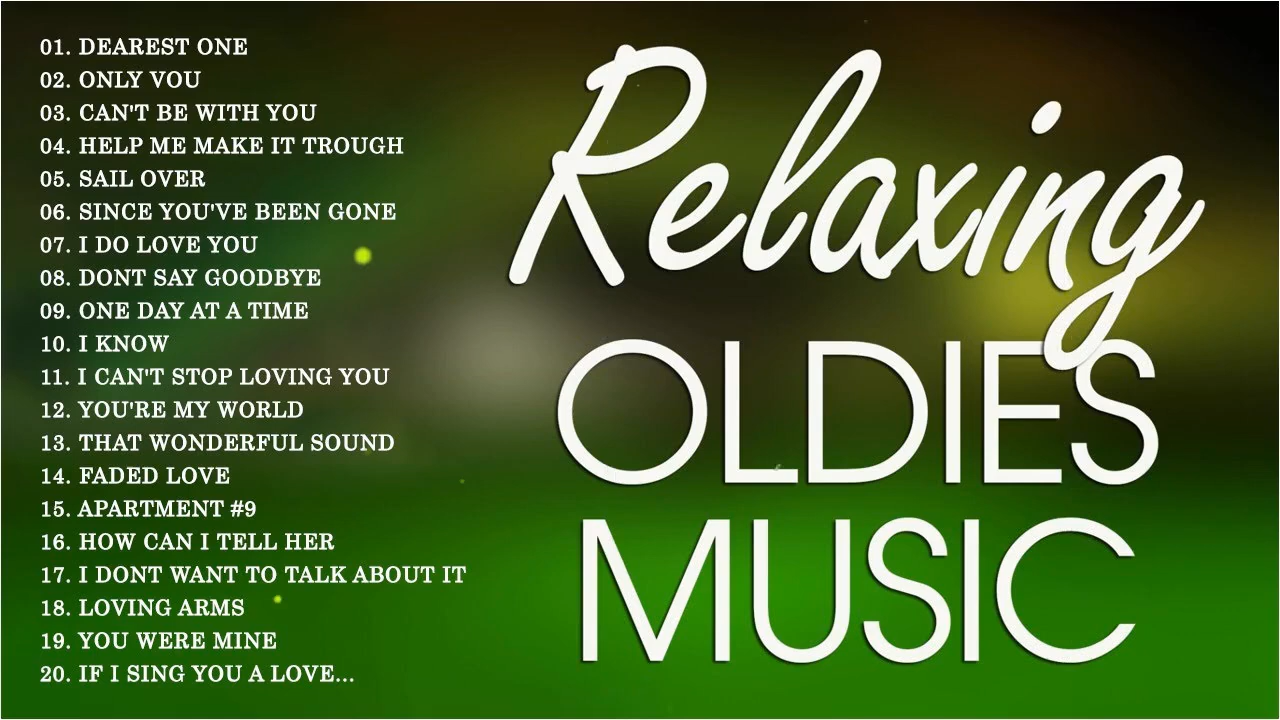 01. DEAREST ONE
02. ONLY VOU
03. CAN'T BE WITH YOU
04. HELP ME MAKE IT TROUGH
05. SAIL OVER
06. SINCE YOU'VE BEEN GONE
07. I DO LOVE YOU
08. DONT SAY GOODBYE
09. ONE DAY AT A TIME
10. I KNOW
11. I CAN'T STOP LOVING YOU
12. YOU'RE MY WORLD
13. THAT WONDERFUL SOUND
14. FADED LOVE
15. APARTMENT #9
16. HOW CAN I TELL HER
17. I DONT WANT TO TALK ABOUT IT
18. LOVING ARMS
19. YOU WERE MINE
20. IF I SING YOU A LOVE...
Relaxing
OLDIES
MUSIC